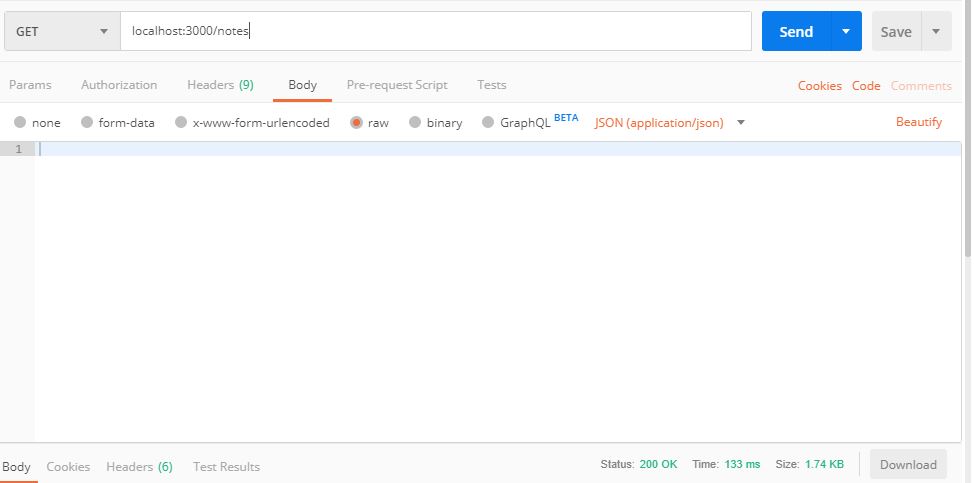 GET localhost:3000/notes Send Save
Params Authorization Headers (9) Body Pre-request Script Tests Cookies Code Comments
none form-data x-www-form-urlencoded raw binary GraphQL BETA JSON (application/json) Beautify
1
Body Cookies Headers (6) Test Results Status: 200 OK Time: 133 ms Size: 1.74 KB Download